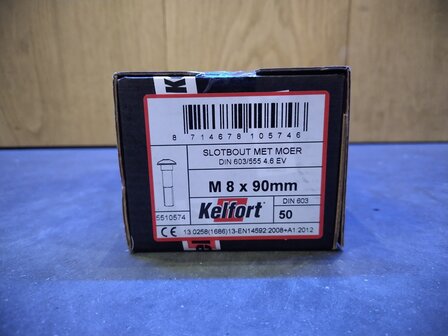 8 714678 105746
SLOTBOUT MET MOER
DIN 603/555 4.6 EV
M 8 x 90mm
5510574
Kelfort
DIN 603
50
CE 13 0258(1686)13-EN14592:2008+A1:2012